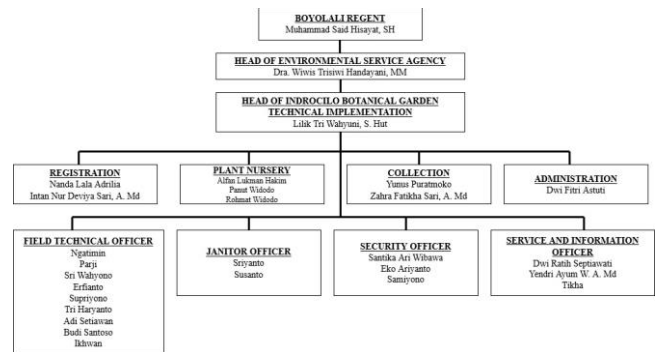 BOYOLALI REGENT
Muhammad Said Hisayat, SH
HEAD OF ENVIRONMENTAL SERVICE AGENCY
Dra. Wiwis Trisiwi Handayani, MM
HEAD OF INDROCILO BOTANICAL GARDEN
TECHNICAL IMPLEMENTATION
Lilik Tri Wahyuni, S. Hut
REGISTRATION
Nanda Lala Adrilia
Intan Nur Deviya Sari, A. Md
PLANT NURSERY
Alfan Lukman Hakim
Panut Widodo
Rohmat Widodo
COLLECTION
Yunus Puratmoko
Zahra Fatikha Sari, A. Md
ADMINISTRATION
Dwi Fitri Astuti
FIELD TECHNICAL OFFICER
Ngatimin
Parji
Sri Wahyono
Erfianto
Supriyono
Tri Haryanto
Adi Setiawan
Budi Santoso
Ikhwan
JANITOR OFFICER
Sriyanto
Susanto
SECURITY OFFICER
Santika Ari Wibawa
Eko Ariyanto
Samiyono
SERVICE AND INFORMATION
OFFICER
Dwi Ratih Septiawati
Yendri Ayum W. A. Md
Tikha